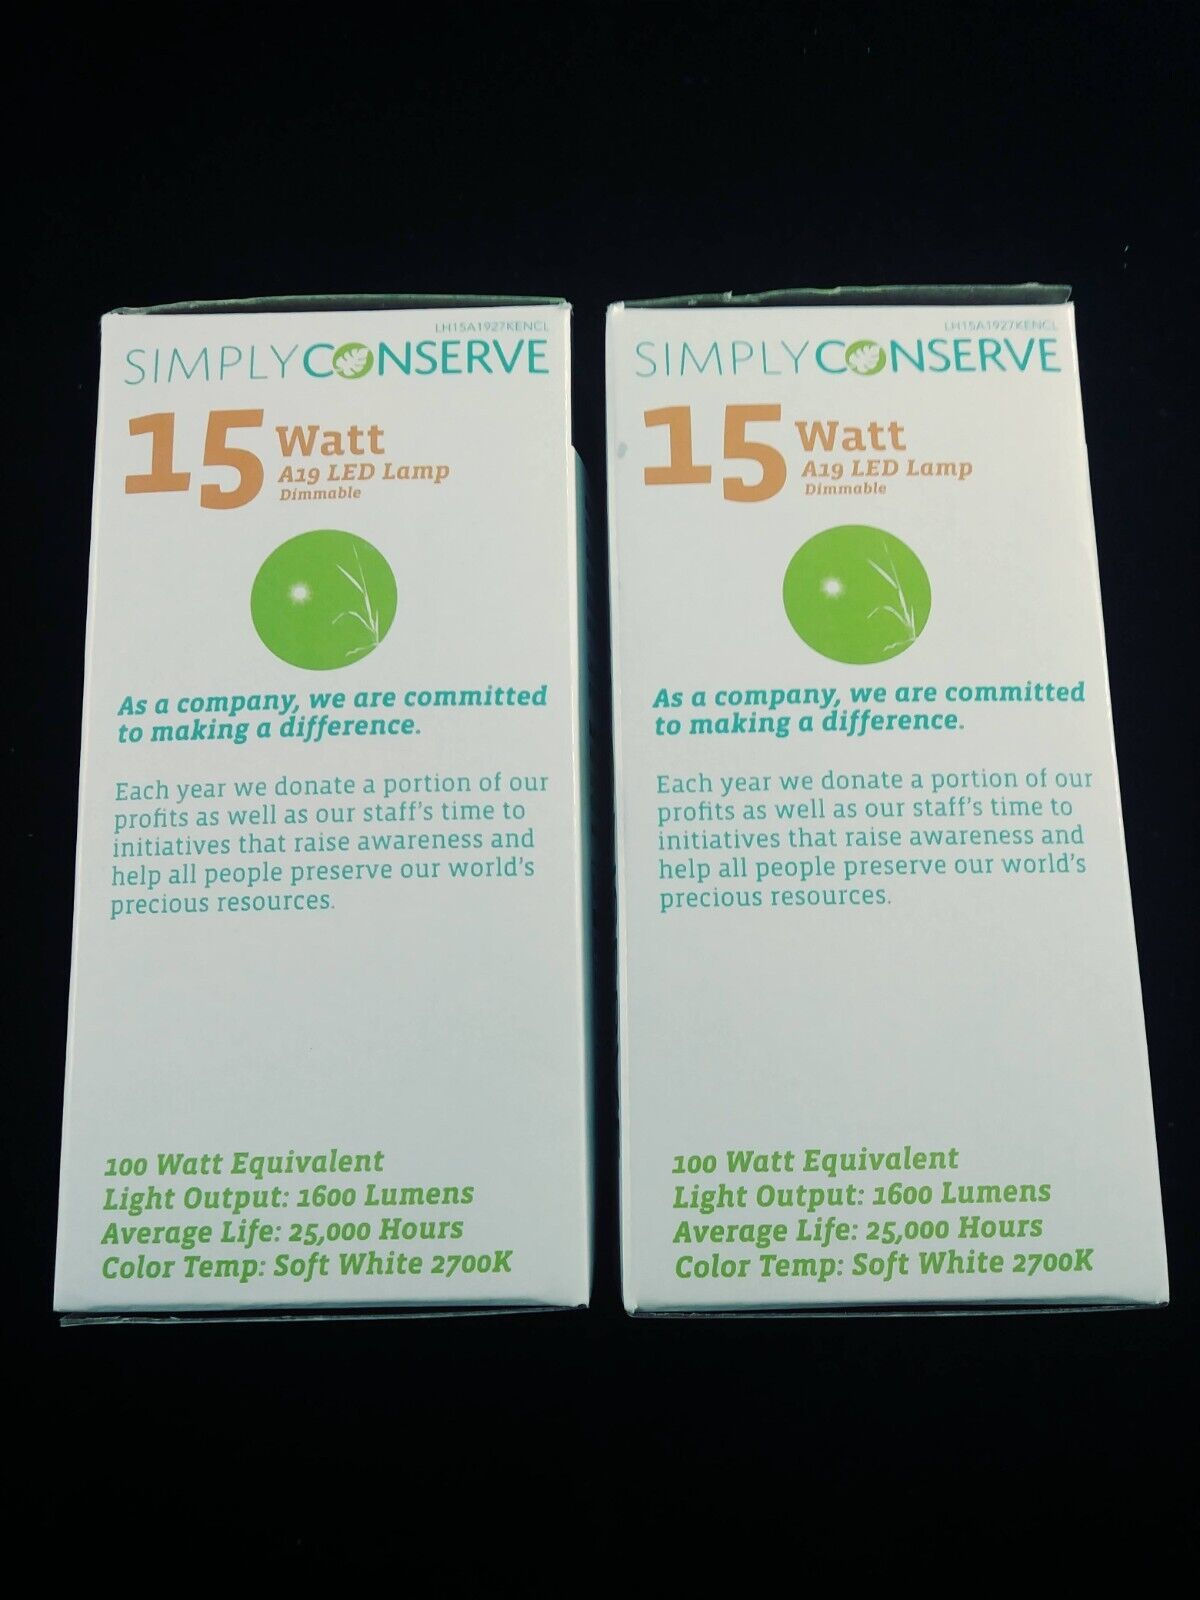 LH15A1927KENCL
SIMPLYCONSERVE
15 Watt
A19 LED Lamp
Dimmable
As a company, we are committed
to making a difference.
Each year we donate a portion of our
profits as well as our staff's time to
initiatives that raise awareness and
help all people preserve our world's
precious resources.
100 Watt Equivalent
Light Output: 1600 Lumens
Average Life: 25,000 Hours
Color Temp: Soft White 2700K
LH15A1927KENCL
SIMPLYCONSERVE
15 Watt
A19 LED Lamp
Dimmable
As a company, we are committed
to making a difference.
Each year we donate a portion of our
profits as well as our staff's time to
initiatives that raise awareness and
help all people preserve our world's
precious resources.
100 Watt Equivalent
Light Output: 1600 Lumens
Average Life: 25,000 Hours
Color Temp: Soft White 2700K